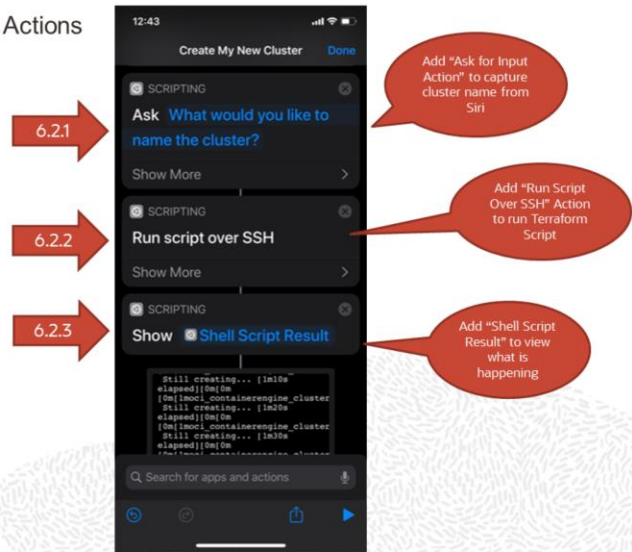 Actions
12:43
Create My New Cluster Done
SCRIPTING
Ask What would you like to
name the cluster?
Show More
SCRIPTING
Run script over SSH
Show More
SCRIPTING
Show Shell Script Result
Still creating... [1m10s
elapsed][0m[0m
[0m[1moci_containerengine_cluster
Still creating... [1m20s
elapsed][0m[0m
[0m[1moci_containerengine_cluster
Still creating... [1m30s
elapsed][0m[0m
Search for apps and actions
6.2.1
6.2.2
6.2.3
Add “Ask for Input
Action” to capture
cluster name from
Siri
Add “Run Script
Over SSH” Action
to run Terraform
Script
Add “Shell Script
Result” to view
what is
happening